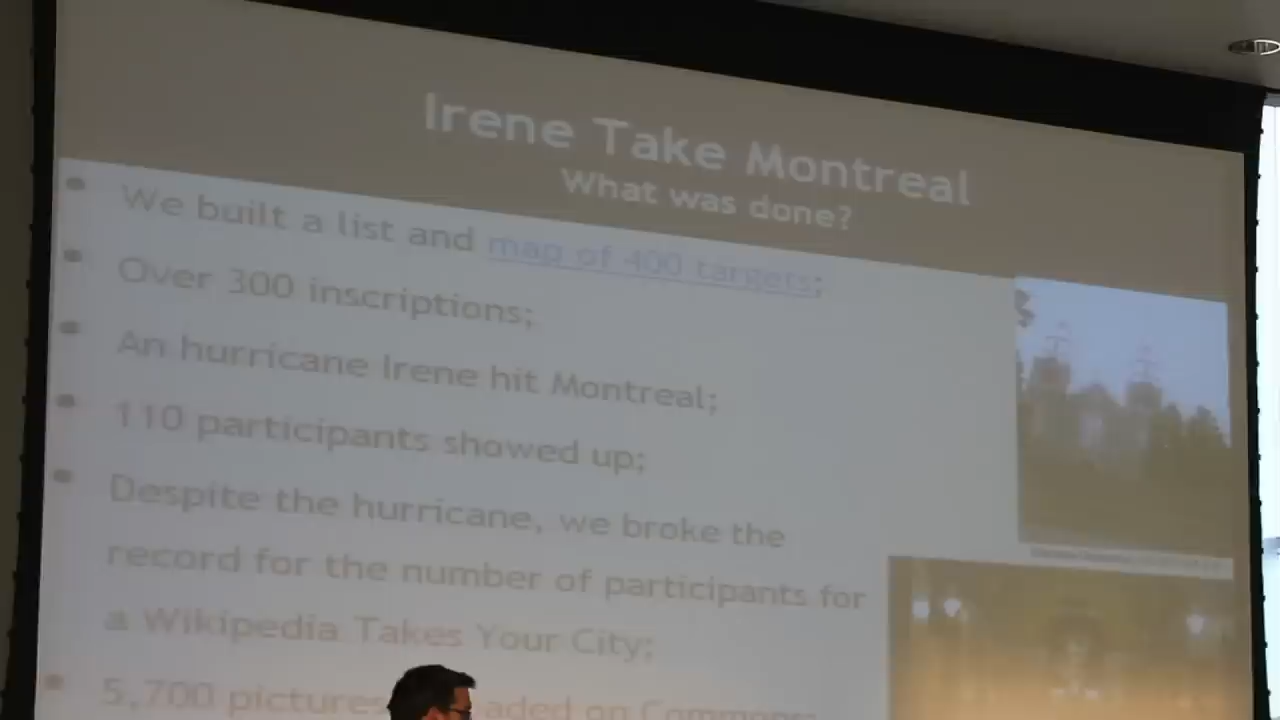 Irene Take Montreal
What was done?
• We built a list and map of 400 targets;
• Over 300 inscriptions;
• An hurricane Irene hit Montreal;
• 110 participants showed up;
• Despite the hurricane, we broke the
record for the number of participants for
a Wikipedia Takes Your City;
• 5,700 pictures on Commons;